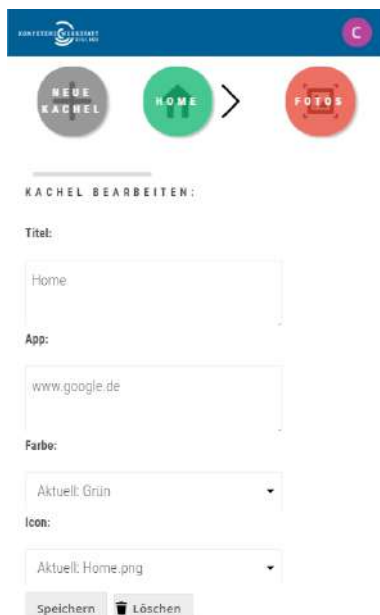 KOMPETENZWERKSTATT
C
NEUE
KACHEL
HOME
FOTOS
KACHEL BEARBEITEN:
Titel:
Home
App:
www.google.de
Farbe:
Aktuell: Grün
Icon:
Aktuell: Home.png
Speichern
Löschen